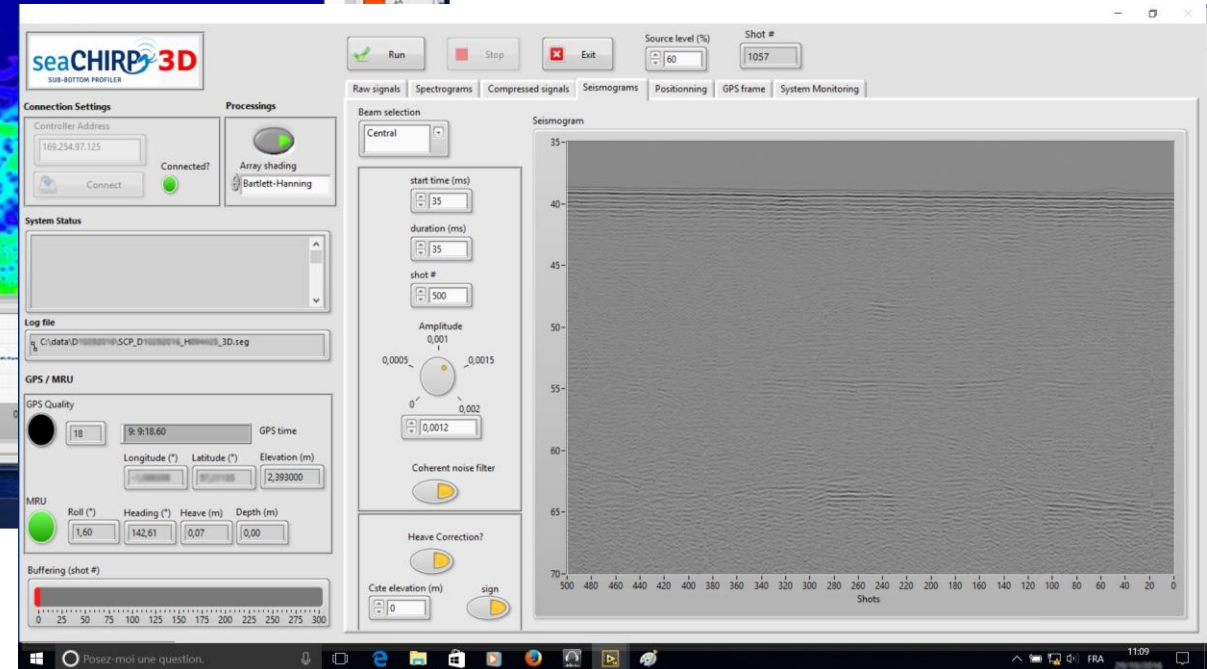 seaCHIRP 3D
SUB-BOTTOM PROFILER
Run
Stop
Exit
Source level (%)
60
Shot #
1057
Raw signals
Spectrograms
Compressed signals
Seismograms
Positionning
GPS frame
System Monitoring
Connection Settings
Controller Address
169.254.97.125
Connected?
Connect
Processings
Array shading
Bartlett-Hanning
System Status
Log file
GPS / MRU
GPS Quality
18
9: 9:18.60
GPS time
Longitude (°)
Latitude (°)
Elevation (m)
2,393000
MRU
Roll (°)
Heading (°)
Heave (m)
Depth (m)
1,60
142,61
0,07
0,00
Buffering (shot #)
0 25 50 75 100 125 150 175 200 225 250 275 300
Beam selection
Central
start time (ms)
35
duration (ms)
35
shot #
500
Amplitude
0,001
0,0005
0,0015
0
0,002
0,0012
Coherent noise filter
Heave Correction?
Cste elevation (m)
sign
0
Seismogram
35
40
45
50
55
60
65
70
500 480 460 440 420 400 380 360 340 320 300 280 260 240 220 200 180 160 140 120 100 80 60 40 20 0
Shots
Posez-moi une question.
FRA
11:09